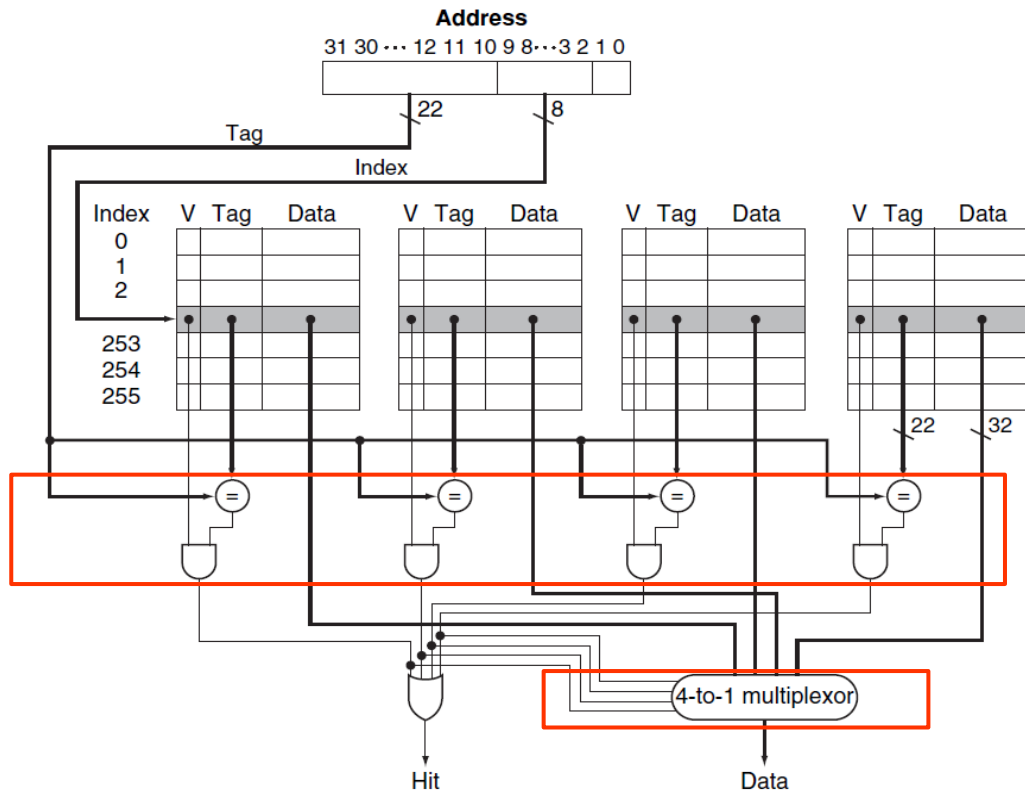 Address
31 30 ··· 12 11 10 9 8···3 2 1 0
22 8
Tag
Index
Index V Tag Data V Tag Data V Tag Data V Tag Data
0
1
2
253
254
255
22 32
= = = =
4-to-1 multiplexor
Hit Data